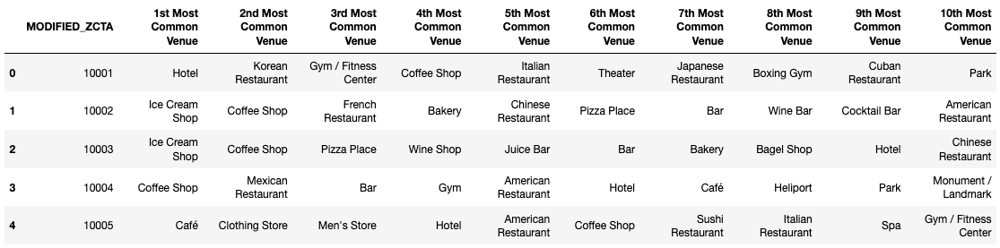 MODIFIED_ZCTA 1st Most Common Venue 2nd Most Common Venue 3rd Most Common Venue 4th Most Common Venue 5th Most Common Venue 6th Most Common Venue 7th Most Common Venue 8th Most Common Venue 9th Most Common Venue 10th Most Common Venue
0 10001 Hotel Korean Restaurant Gym / Fitness Center Coffee Shop Italian Restaurant Theater Japanese Restaurant Boxing Gym Cuban Restaurant Park
1 10002 Ice Cream Shop Coffee Shop French Restaurant Bakery Chinese Restaurant Pizza Place Bar Wine Bar Cocktail Bar American Restaurant
2 10003 Ice Cream Shop Coffee Shop Pizza Place Wine Shop Juice Bar Bar Bakery Bagel Shop Hotel Chinese Restaurant
3 10004 Coffee Shop Mexican Restaurant Bar Gym American Restaurant Hotel Café Heliport Park Monument / Landmark
4 10005 Café Clothing Store Men's Store Hotel American Restaurant Coffee Shop Sushi Restaurant Italian Restaurant Spa Gym / Fitness Center